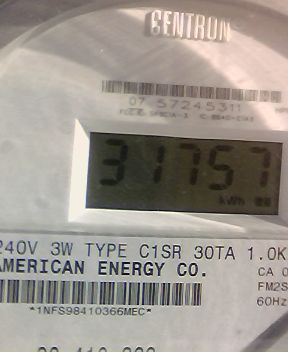 CENTRON
07 57245311
31757
kWh
240V 3W TYPE C1SR 30TA 1.0K
AMERICAN ENERGY CO.
CA 0
FM2S
60Hz
*1NFS98410366MEC*